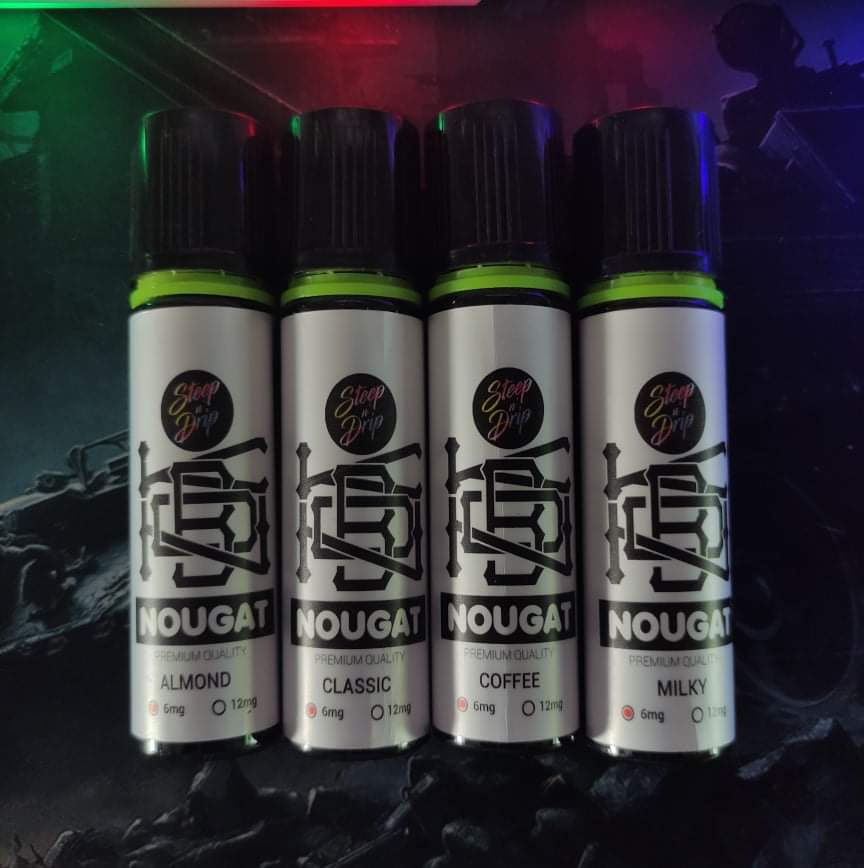 Steep
n
Drip
NOUGAT
PREMIUM QUALITY
ALMOND
6mg 12mg
Steep
n
Drip
NOUGAT
PREMIUM QUALITY
CLASSIC
6mg 12mg
Steep
n
Drip
NOUGAT
PREMIUM QUALITY
COFFEE
6mg 12mg
Steep
n
Drip
NOUGAT
PREMIUM QUALITY
MILKY
6mg 12mg